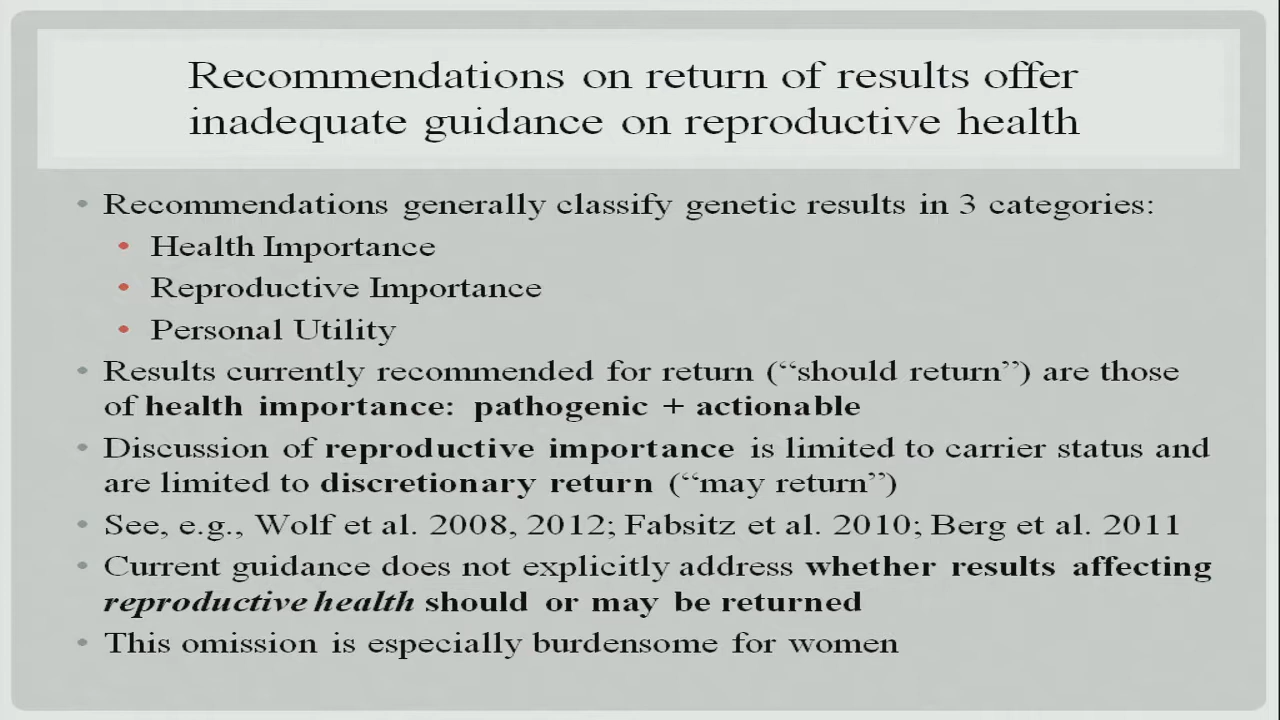 Recommendations on return of results offer
inadequate guidance on reproductive health
• Recommendations generally classify genetic results in 3 categories:
• Health Importance
• Reproductive Importance
• Personal Utility
• Results currently recommended for return (“should return”) are those
of health importance: pathogenic + actionable
• Discussion of reproductive importance is limited to carrier status and
are limited to discretionary return (“may return”)
• See, e.g., Wolf et al. 2008, 2012; Fabsitz et al. 2010; Berg et al. 2011
• Current guidance does not explicitly address whether results affecting
reproductive health should or may be returned
• This omission is especially burdensome for women